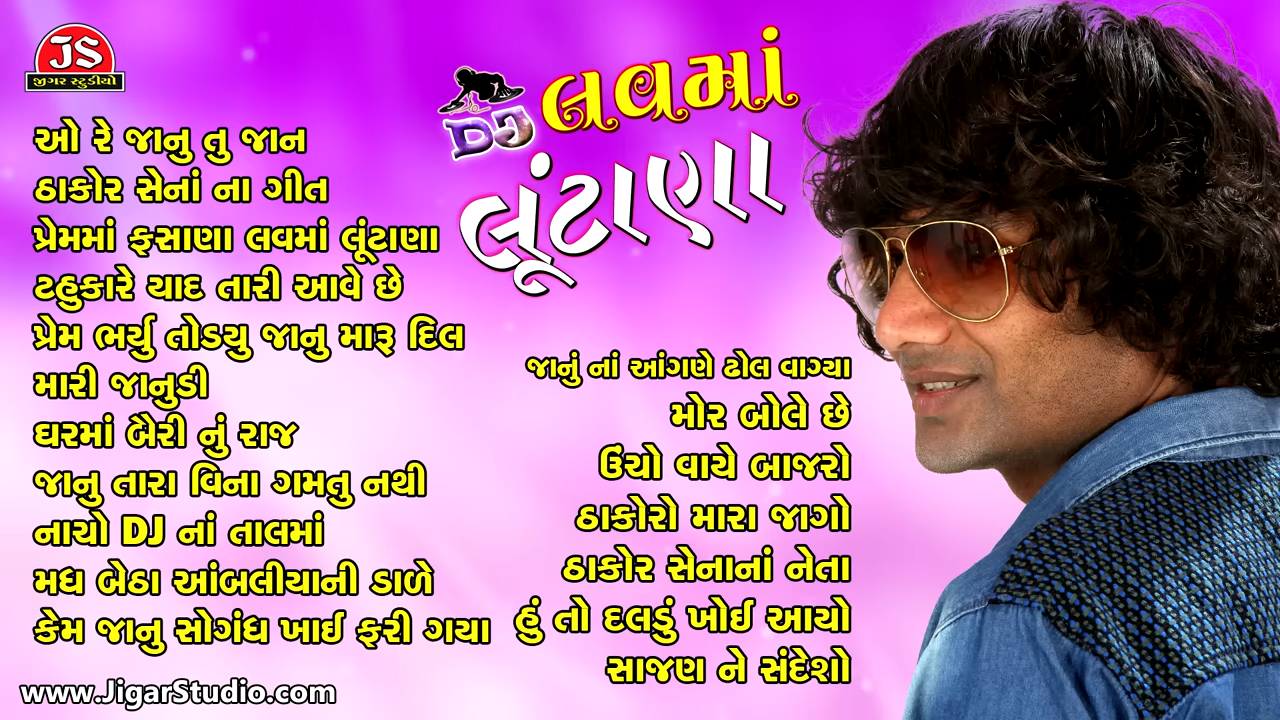 JS
જીગર સ્ટુડીયો
DJ લવમાં
લૂંટાણા
ઓ રે જાનુ તુ જાન
ઠાકોર સેનાં ના ગીત
પ્રેમમાં ફસાણા લવમાં લૂંટાણા
ટહુકારે યાદ તારી આવે છે
પ્રેમ ભર્યુ તોડયુ જાનુ મારૂ દિલ
મારી જાનુડી
ઘરમાં બૈરી નું રાજ
જાનુ તારા વિના ગમતુ નથી
નાચો DJ નાં તાલમાં
મધ બેઠા આંબલીયાની ડાળે
કેમ જાનુ સોગંધ ખાઈ ફરી ગયા
જાનું નાં આંગણે ઢોલ વાગ્યા
મોર બોલે છે
ઉંચો વાયે બાજરો
ઠાકોરો મારા જાગો
ઠાકોર સેનાનાં નેતા
હું તો દલડું ખોઈ આયો
સાજણ ને સંદેશો
www.JigarStudio.com